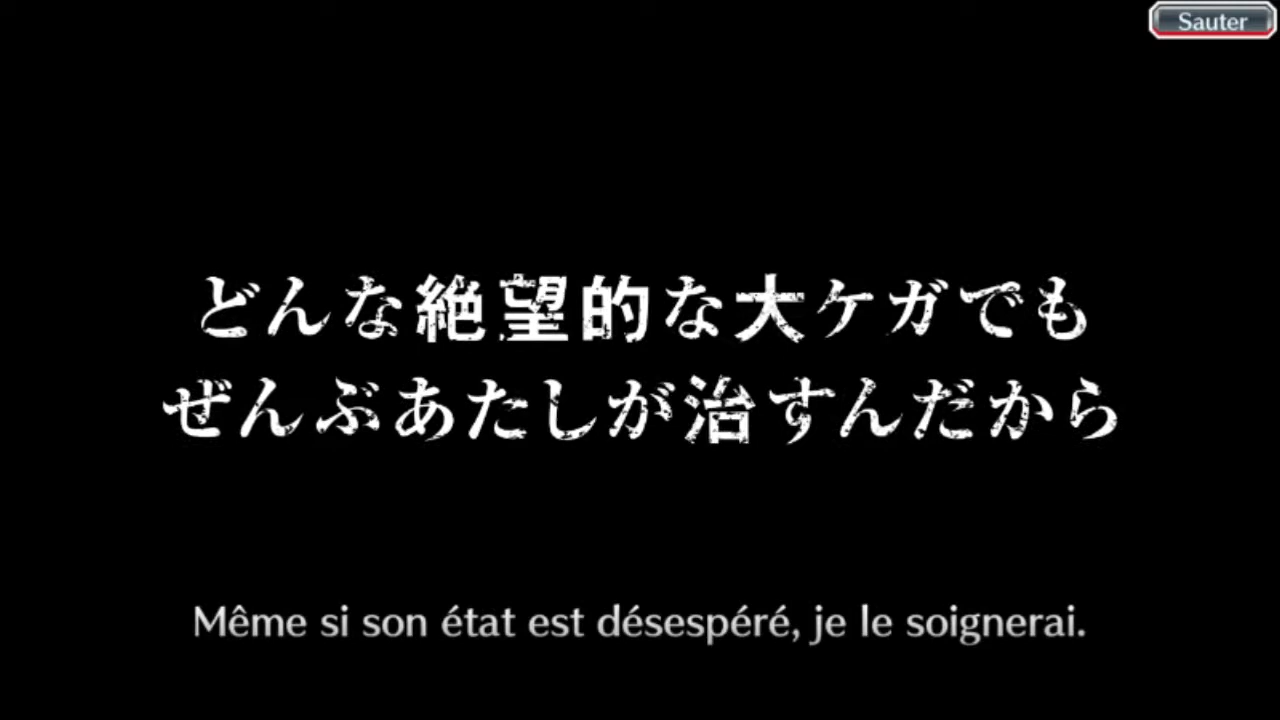 Sauter
どんな絶望的な大ケガでも
ぜんぶあたしが治すんだから
Même si son état est désespéré, je le soignerai.